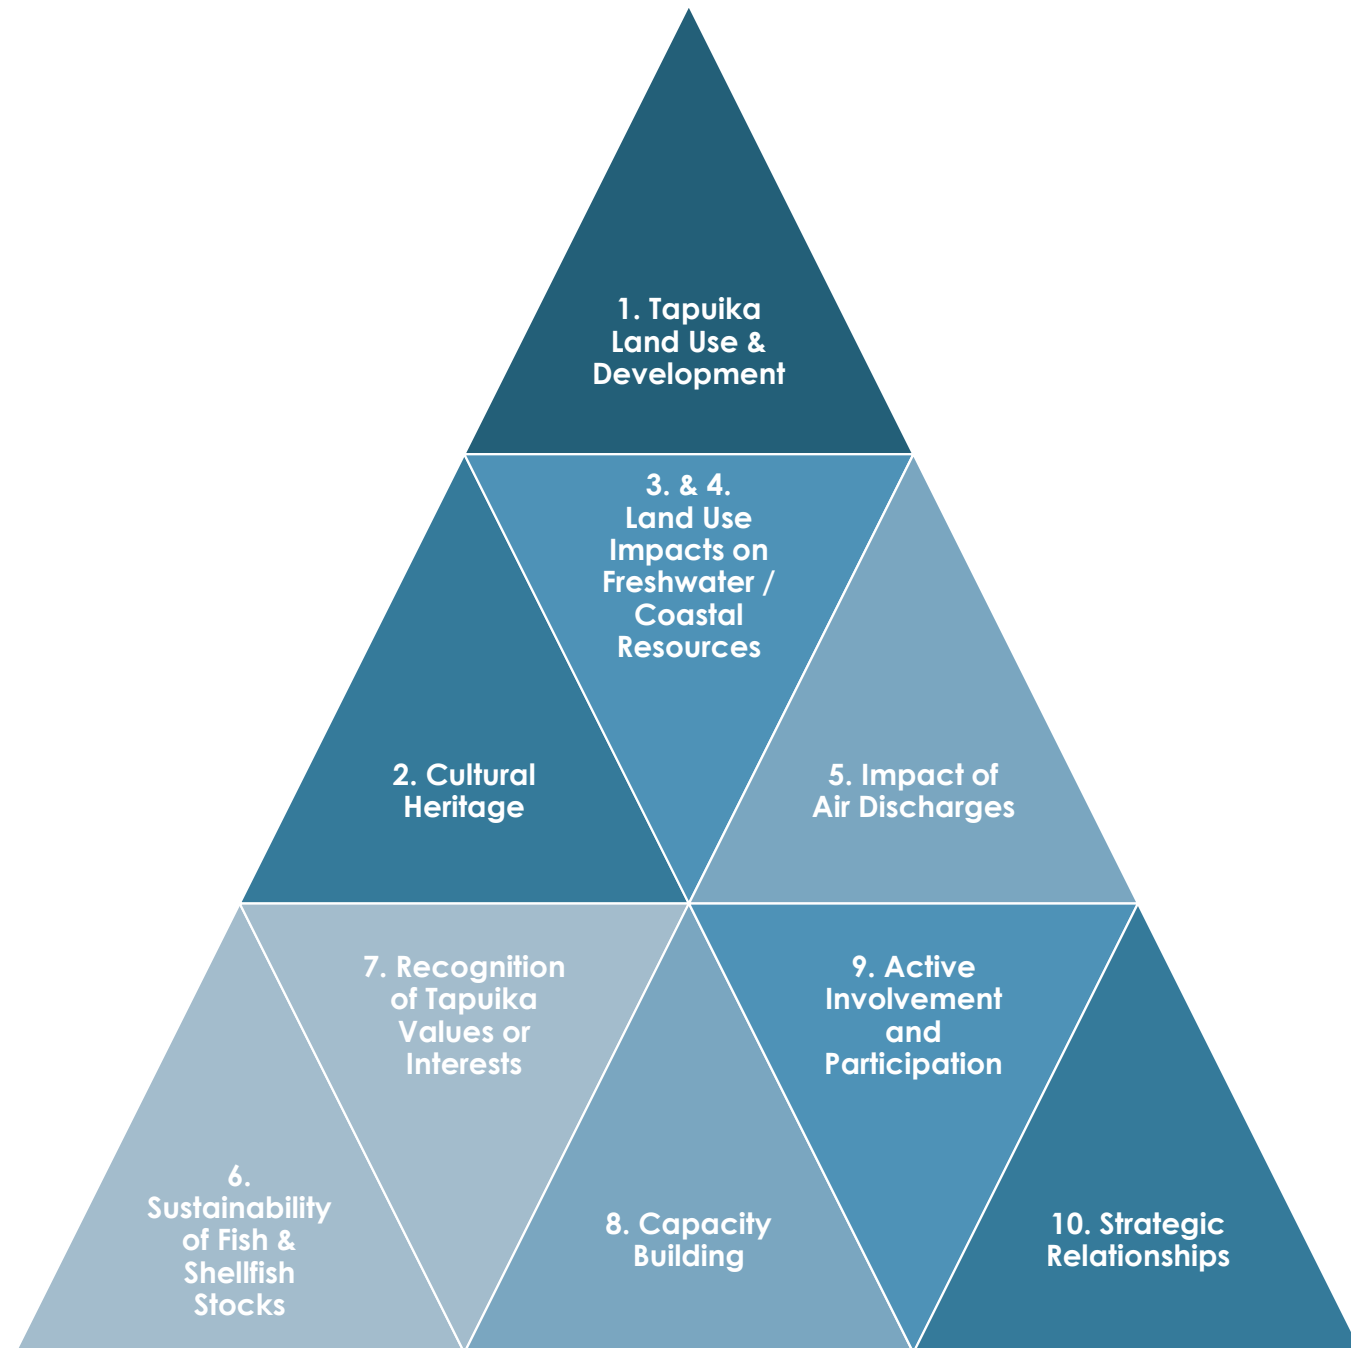 1. Tapuika
Land Use &
Development
3. & 4.
Land Use
Impacts on
Freshwater /
Coastal
Resources
2. Cultural
Heritage
5. Impact of
Air Discharges
7. Recognition
of Tapuika
Values or
Interests
9. Active
Involvement
and
Participation
6.
Sustainability
of Fish &
Shellfish
Stocks
8. Capacity
Building
10. Strategic
Relationships